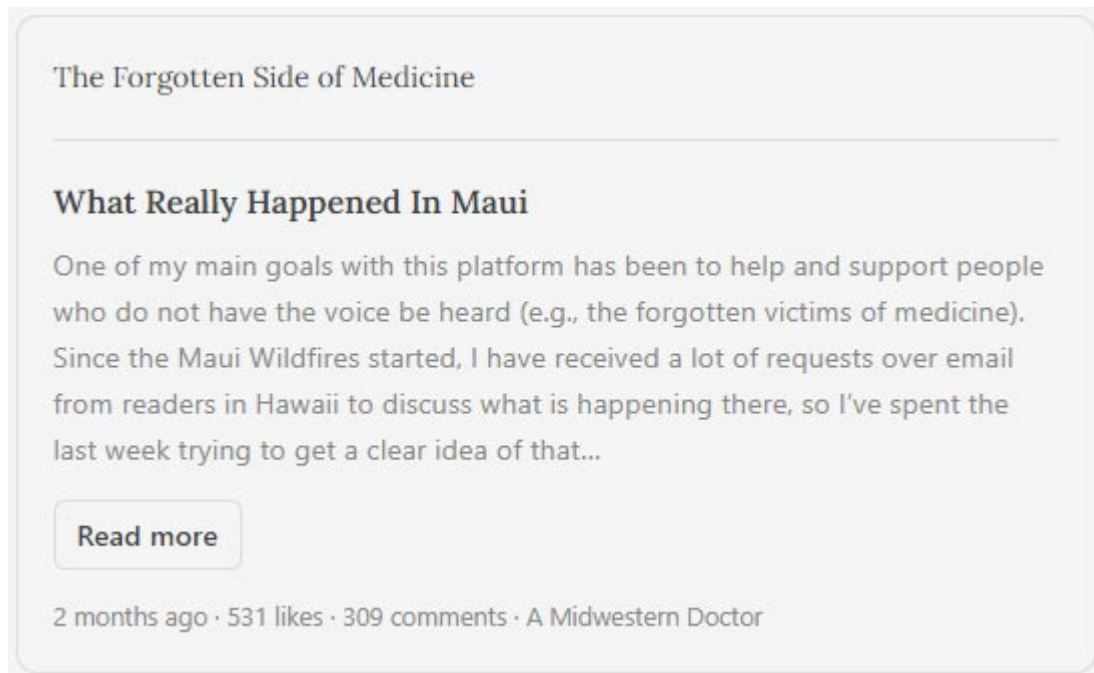 The Forgotten Side of Medicine
What Really Happened In Maui
One of my main goals with this platform has been to help and support people
who do not have the voice be heard (e.g., the forgotten victims of medicine).
Since the Maui Wildfires started, I have received a lot of requests over email
from readers in Hawaii to discuss what is happening there, so I've spent the
last week trying to get a clear idea of that...
Read more
2 months ago · 531 likes · 309 comments · A Midwestern Doctor